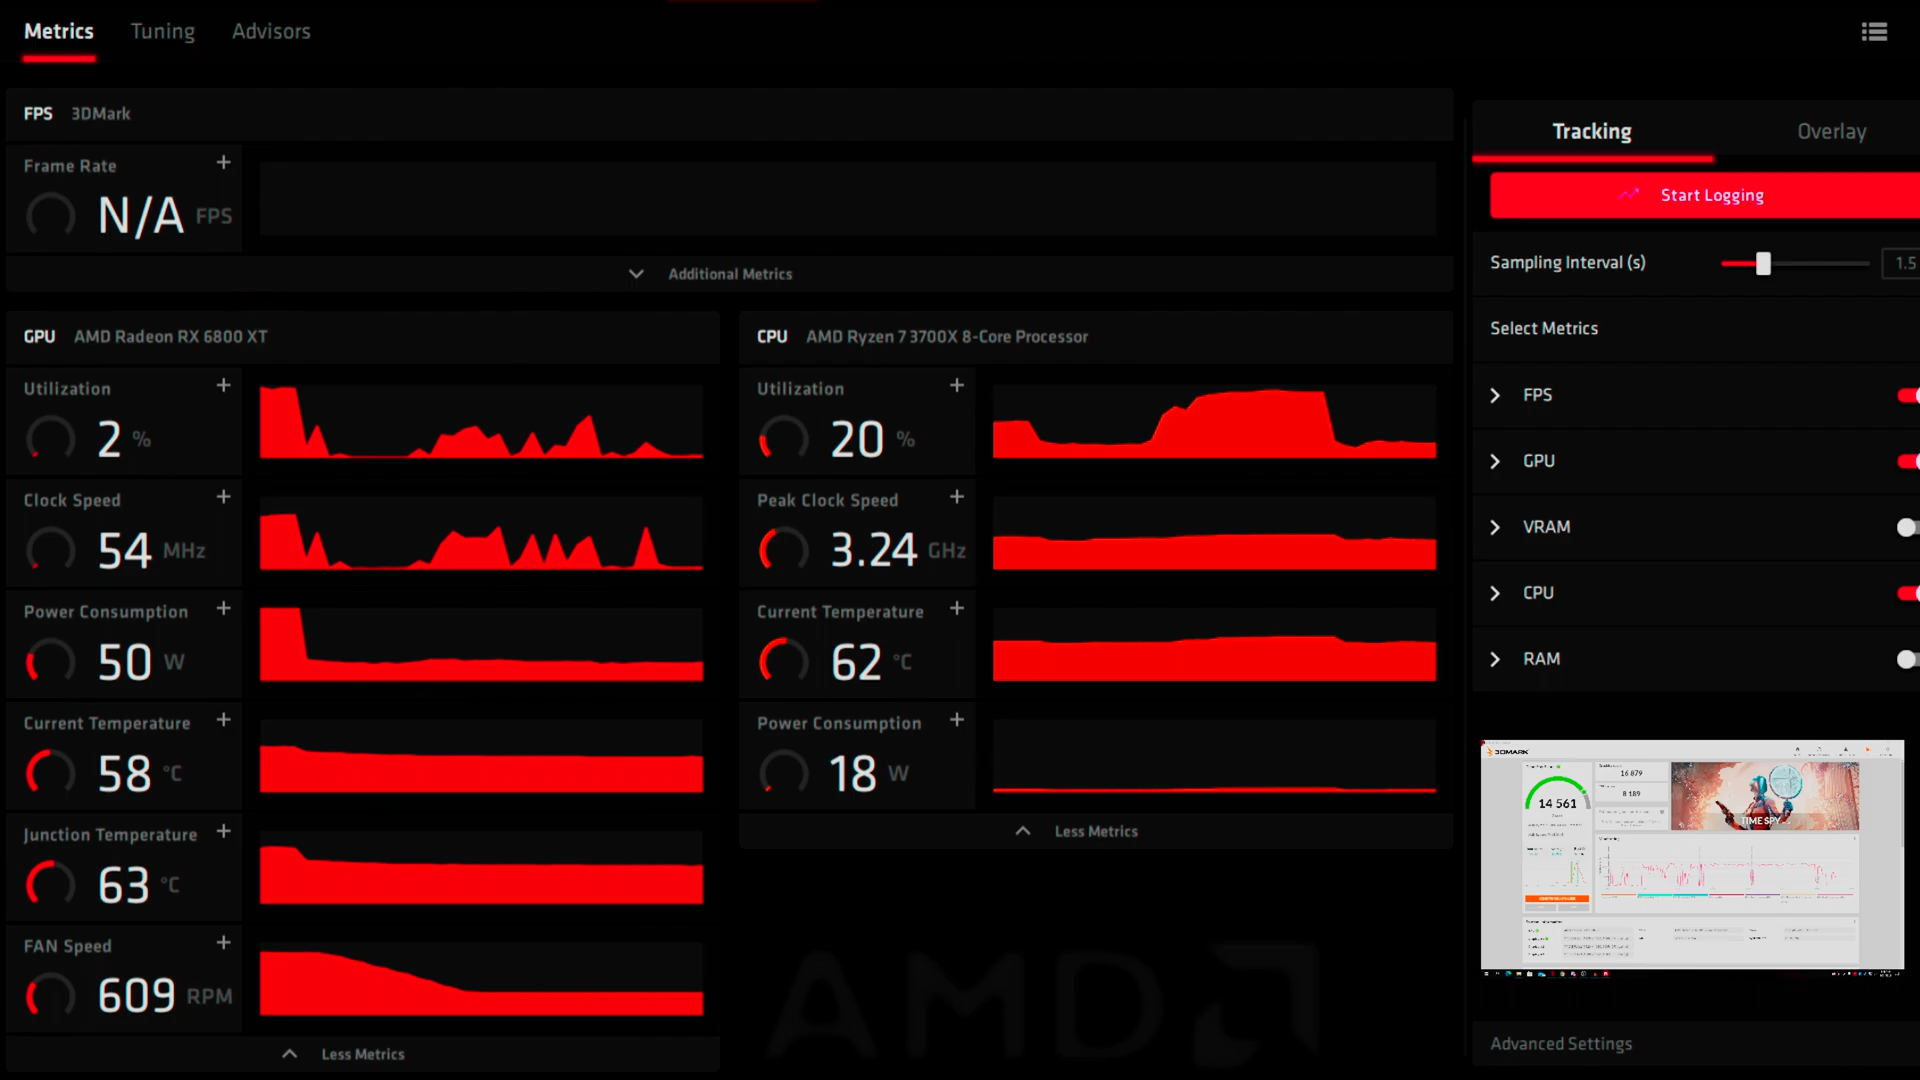 Metrics Tuning Advisors
FPS 3DMark
Frame Rate +
N/A FPS
Additional Metrics
GPU AMD Radeon RX 6800 XT
Utilization +
2 %
Clock Speed +
54 MHz
Power Consumption +
50 W
Current Temperature +
58 °C
Junction Temperature +
63 °C
FAN Speed +
609 RPM
Less Metrics
CPU AMD Ryzen 7 3700X 8-Core Processor
Utilization +
20 %
Peak Clock Speed +
3.24 GHz
Current Temperature +
62 °C
Power Consumption +
18 W
Less Metrics
AMD
Tracking Overlay
Start Logging
Sampling Interval (s) 1.5
Select Metrics
FPS
GPU
VRAM
CPU
RAM
3DMARK
14 561
16 879
8 189
TIME SPY
Advanced Settings